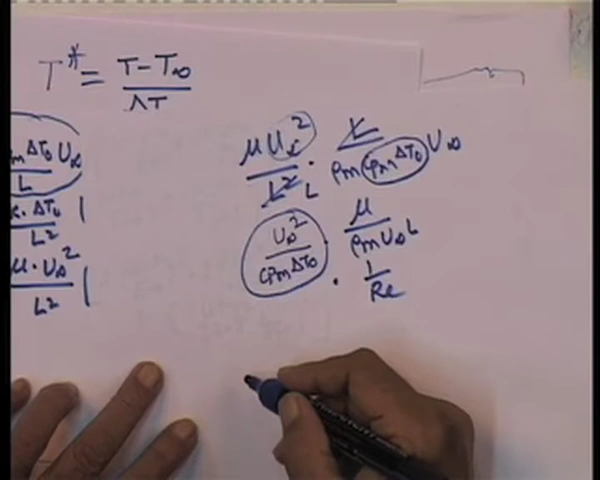 T* = T - T∞ / ΔT
ρm ΔT₀ U∞ / L
K · ΔT₀ / L²
μ · U∞² / L²
μ U∞² / L² L · L / ρm Cpm ΔT₀ U∞
U∞² / Cpm ΔT₀ · μ / ρm U∞ L
· 1 / Re